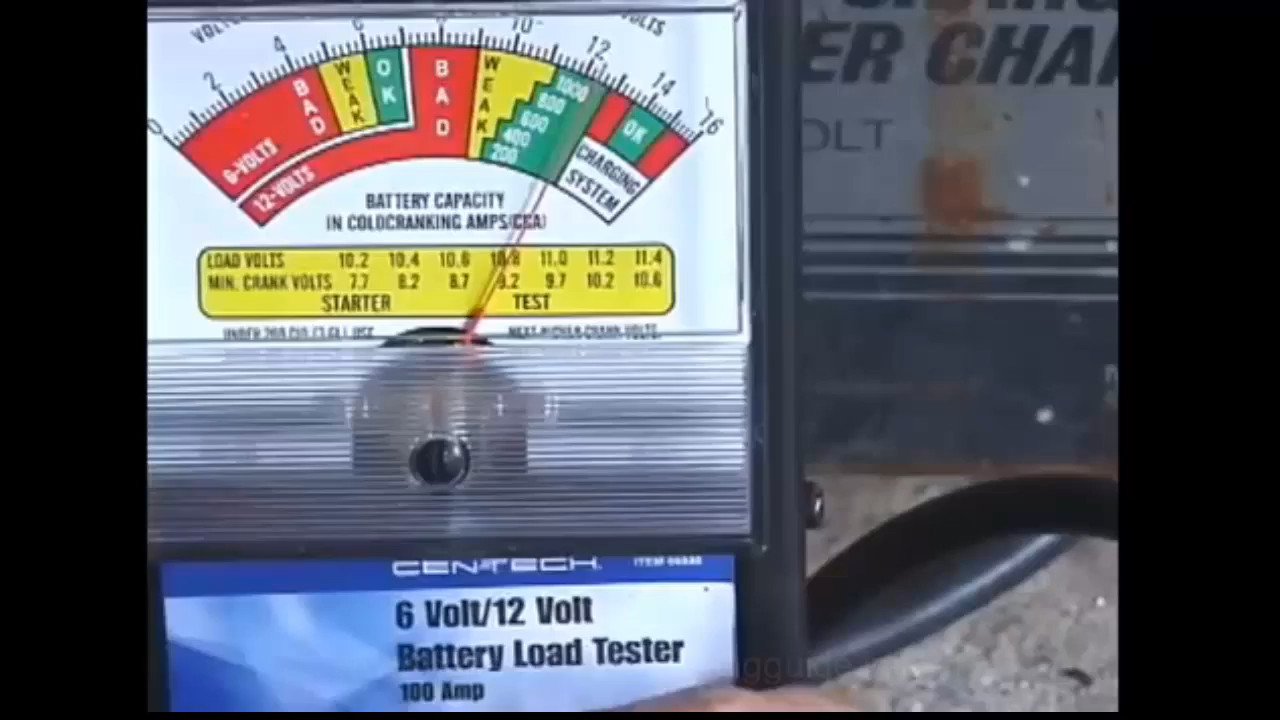 VOLTS
VOLTS
0 2 4 6 10 12 14 16
BAD
WEAK
OK
BAD
WEAK
1000
800
600
400
200
OK
6-VOLTS
12-VOLTS
CHARGING
SYSTEM
BATTERY CAPACITY
IN COLDCRANKING AMPS(CCA)
LOAD VOLTS 10.2 10.4 10.6 10.8 11.0 11.2 11.4
MIN. CRANK VOLTS 7.7 8.2 8.7 9.2 9.7 10.2 10.6
STARTER TEST
ER CHA
OLT
CEN-TECH
ITEM
6 Volt/12 Volt
Battery Load Tester
100 Amp